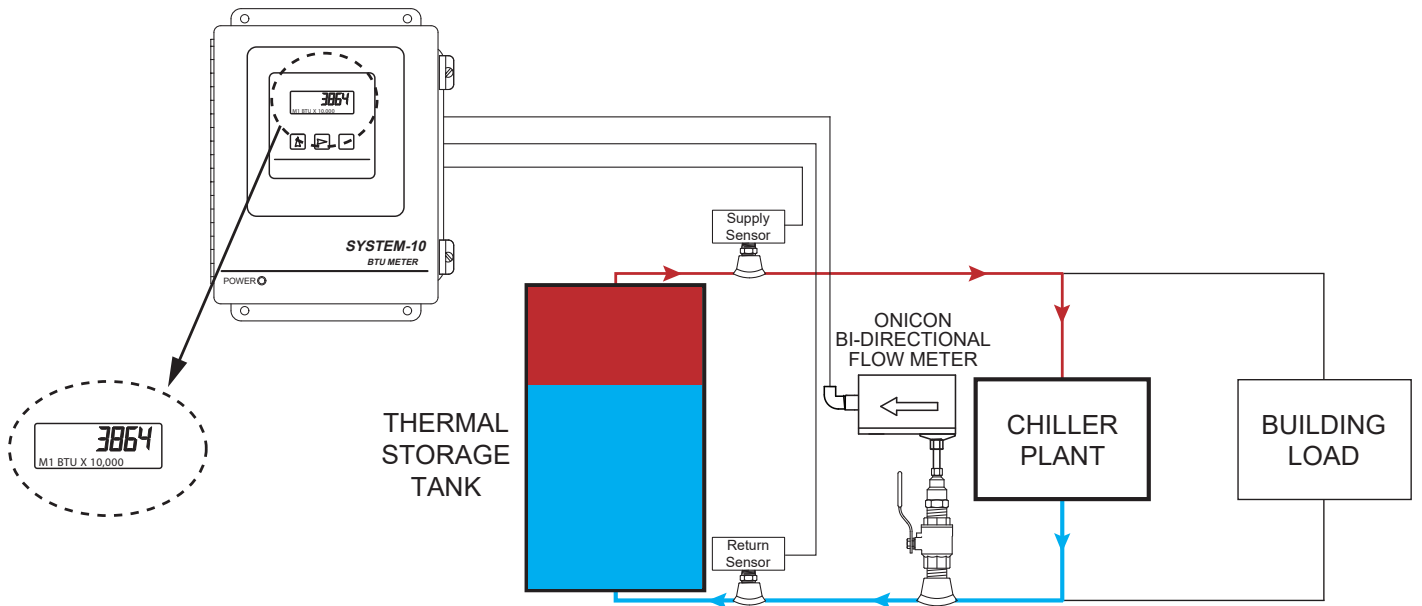 3864
M1 BTU X 10,000
SYSTEM-10
BTU METER
POWER
3864
M1 BTU X 10,000
Supply
Sensor
ONICON
BI-DIRECTIONAL
FLOW METER
THERMAL
STORAGE
TANK
CHILLER
PLANT
BUILDING
LOAD
Return
Sensor